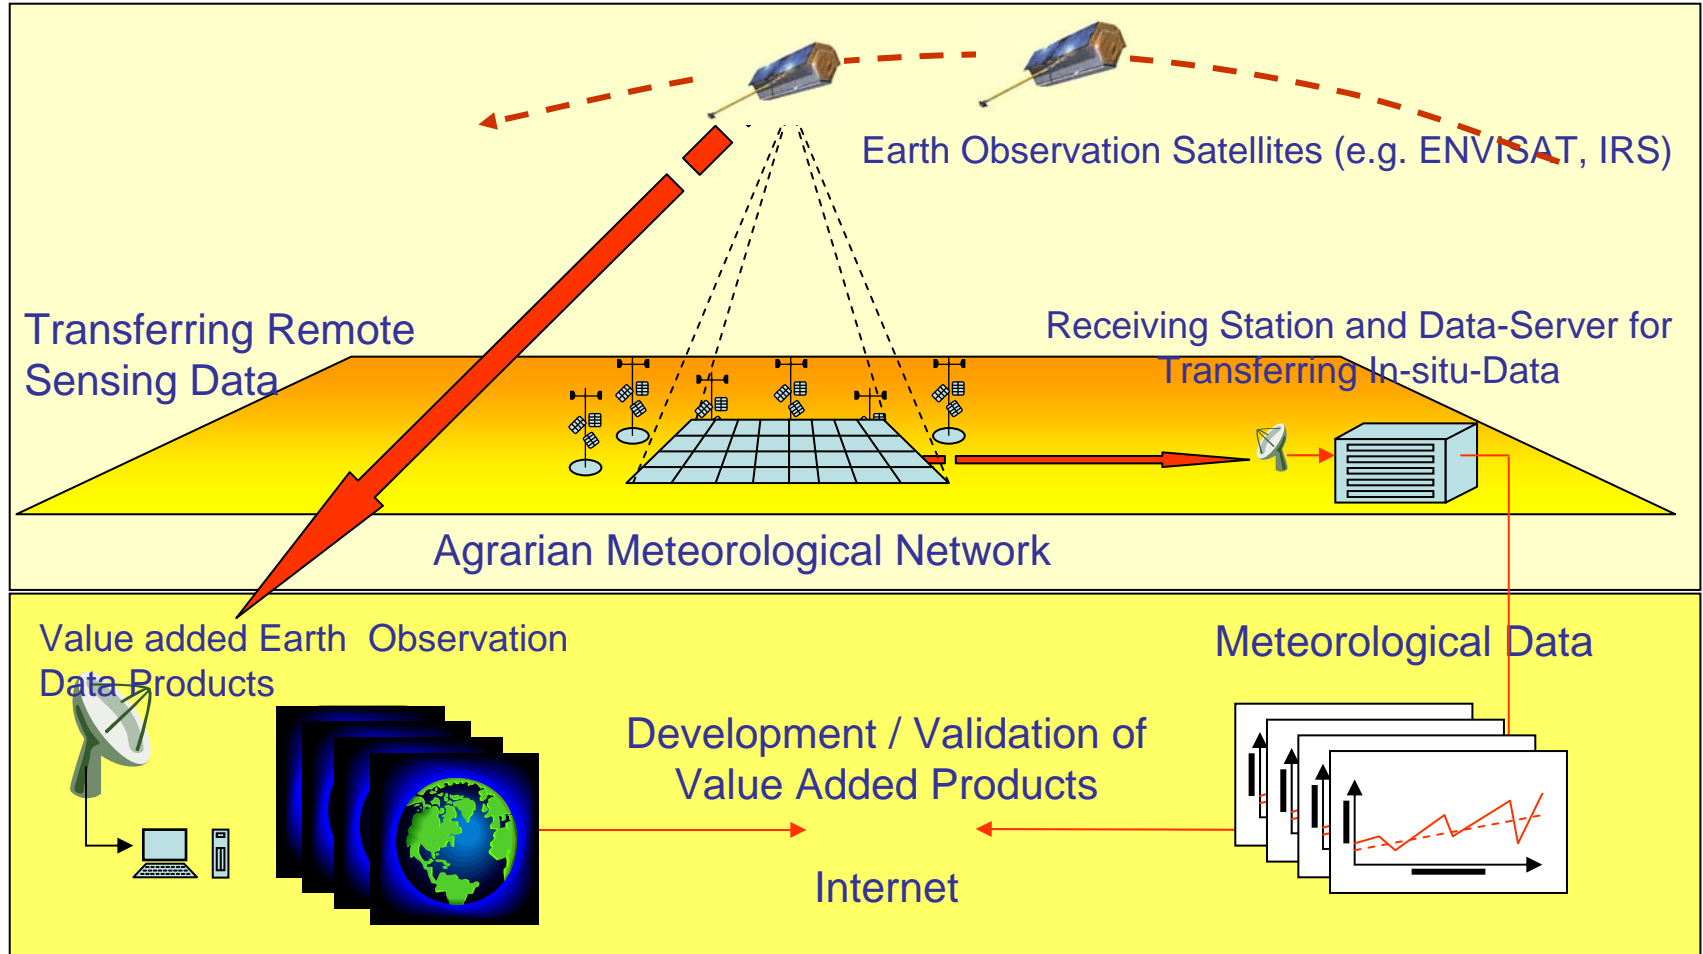 Earth Observation Satellites (e.g. ENVISAT, IRS)
Transferring Remote
Sensing Data
Receiving Station and Data-Server for
Transferring In-situ-Data
Agrarian Meteorological Network
Value added Earth  Observation
Data Products
Meteorological Data
Development / Validation of
Value Added Products
Internet